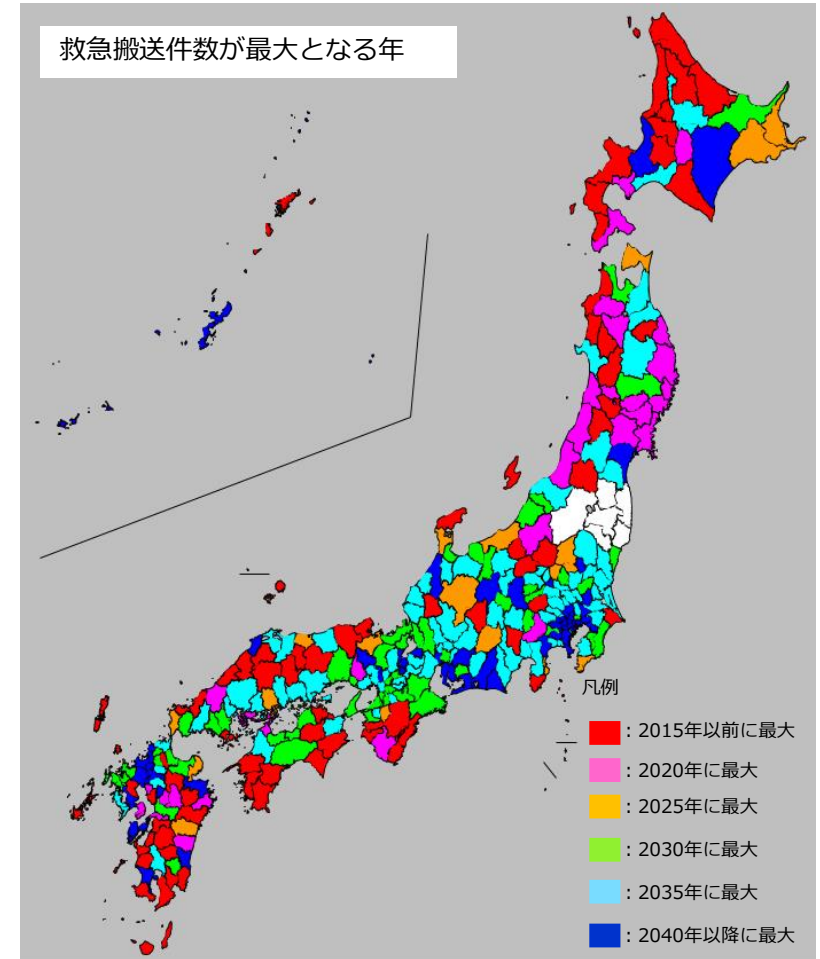 救急搬送件数が最大となる年
凡例
：2015年以前に最大
：2020年に最大
：2025年に最大
：2030年に最大
：2035年に最大
：2040年以降に最大